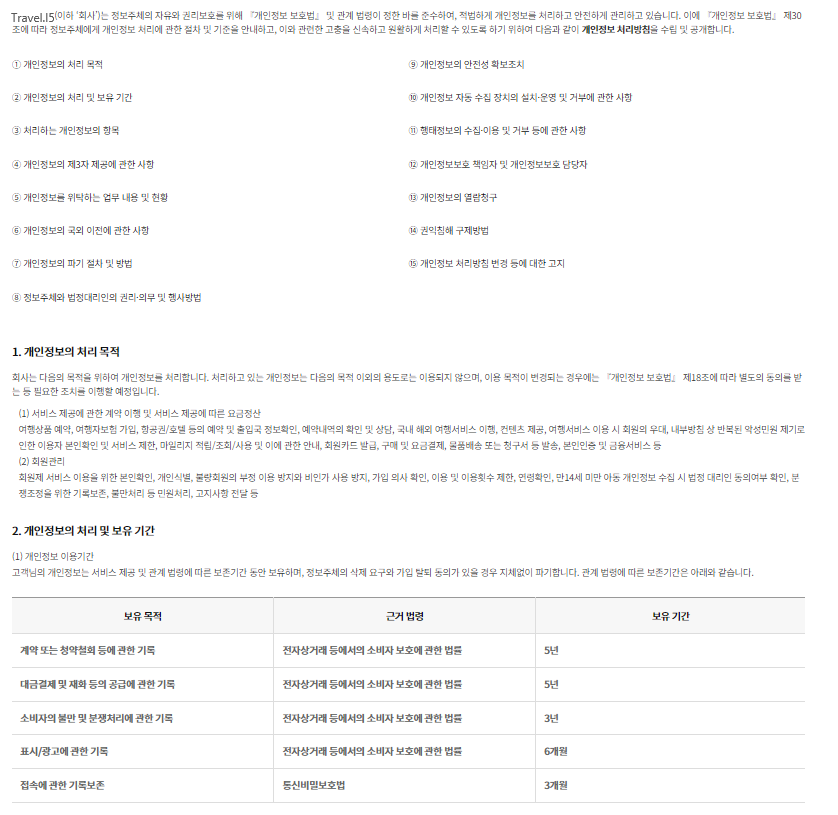 Travel.I5(이하 '회사')는 정보주체의 자유와 권리보호를 위해 『개인정보 보호법』 및 관계 법령이 정한 바를 준수하여, 적법하게 개인정보를 처리하고 안전하게 관리하고 있습니다. 이에 『개인정보 보호법』 제30
조에 따라 정보주체에게 개인정보 처리에 관한 절차 및 기준을 안내하고, 이와 관련한 고충을 신속하고 원활하게 처리할 수 있도록 하기 위하여 다음과 같이 개인정보 처리방침을 수립 및 공개합니다.
① 개인정보의 처리 목적
② 개인정보의 처리 및 보유 기간
③ 처리하는 개인정보의 항목
④ 개인정보의 제3자 제공에 관한 사항
⑤ 개인정보를 위탁하는 업무 내용 및 현황
⑥ 개인정보의 국외 이전에 관한 사항
⑦ 개인정보의 파기 절차 및 방법
⑧ 정보주체와 법정대리인의 권리·의무 및 행사방법
⑨ 개인정보의 안전성 확보조치
⑩ 개인정보 자동 수집 장치의 설치·운영 및 거부에 관한 사항
⑪ 행태정보의 수집·이용 및 거부 등에 관한 사항
⑫ 개인정보보호 책임자 및 개인정보보호 담당자
⑬ 개인정보의 열람청구
⑭ 권익침해 구제방법
⑮ 개인정보 처리방침 변경 등에 대한 고지
1. 개인정보의 처리 목적
회사는 다음의 목적을 위하여 개인정보를 처리합니다. 처리하고 있는 개인정보는 다음의 목적 이외의 용도로는 이용되지 않으며, 이용 목적이 변경되는 경우에는 『개인정보 보호법』 제18조에 따라 별도의 동의를 받
는 등 필요한 조치를 이행할 예정입니다.
(1) 서비스 제공에 관한 계약 이행 및 서비스 제공에 따른 요금정산
여행상품 예약, 여행자보험 가입, 항공권/호텔 등의 예약 및 출입국 정보확인, 예약내역의 확인 및 상담, 국내 해외 여행서비스 이행, 컨텐츠 제공, 여행서비스 이용 시 회원의 우대, 내부방침 상 반복된 악성민원 제기로
인한 이용자 본인확인 및 서비스 제한, 마일리지 적립/조회/사용 및 이에 관한 안내, 회원카드 발급, 구매 및 요금결제, 물품배송 또는 청구서 등 발송, 본인인증 및 금융서비스 등
(2) 회원관리
회원제 서비스 이용을 위한 본인확인, 개인식별, 불량회원의 부정 이용 방지와 비인가 사용 방지, 가입 의사 확인, 이용 및 이용횟수 제한, 연령확인, 만14세 미만 아동 개인정보 수집 시 법정 대리인 동의여부 확인, 분
쟁조정을 위한 기록보존, 불만처리 등 민원처리, 고지사항 전달 등
2. 개인정보의 처리 및 보유 기간
(1) 개인정보 이용기간
고객님의 개인정보는 서비스 제공 및 관계 법령에 따른 보존기간 동안 보유하며, 정보주체의 삭제 요구와 가입 탈퇴 동의가 있을 경우 지체없이 파기합니다. 관계 법령에 따른 보존기간은 아래와 같습니다.
보유 목적 근거 법령 보유 기간
계약 또는 청약철회 등에 관한 기록 전자상거래 등에서의 소비자 보호에 관한 법률 5년
대금결제 및 재화 등의 공급에 관한 기록 전자상거래 등에서의 소비자 보호에 관한 법률 5년
소비자의 불만 및 분쟁처리에 관한 기록 전자상거래 등에서의 소비자 보호에 관한 법률 3년
표시/광고에 관한 기록 전자상거래 등에서의 소비자 보호에 관한 법률 6개월
접속에 관한 기록보존 통신비밀보호법 3개월